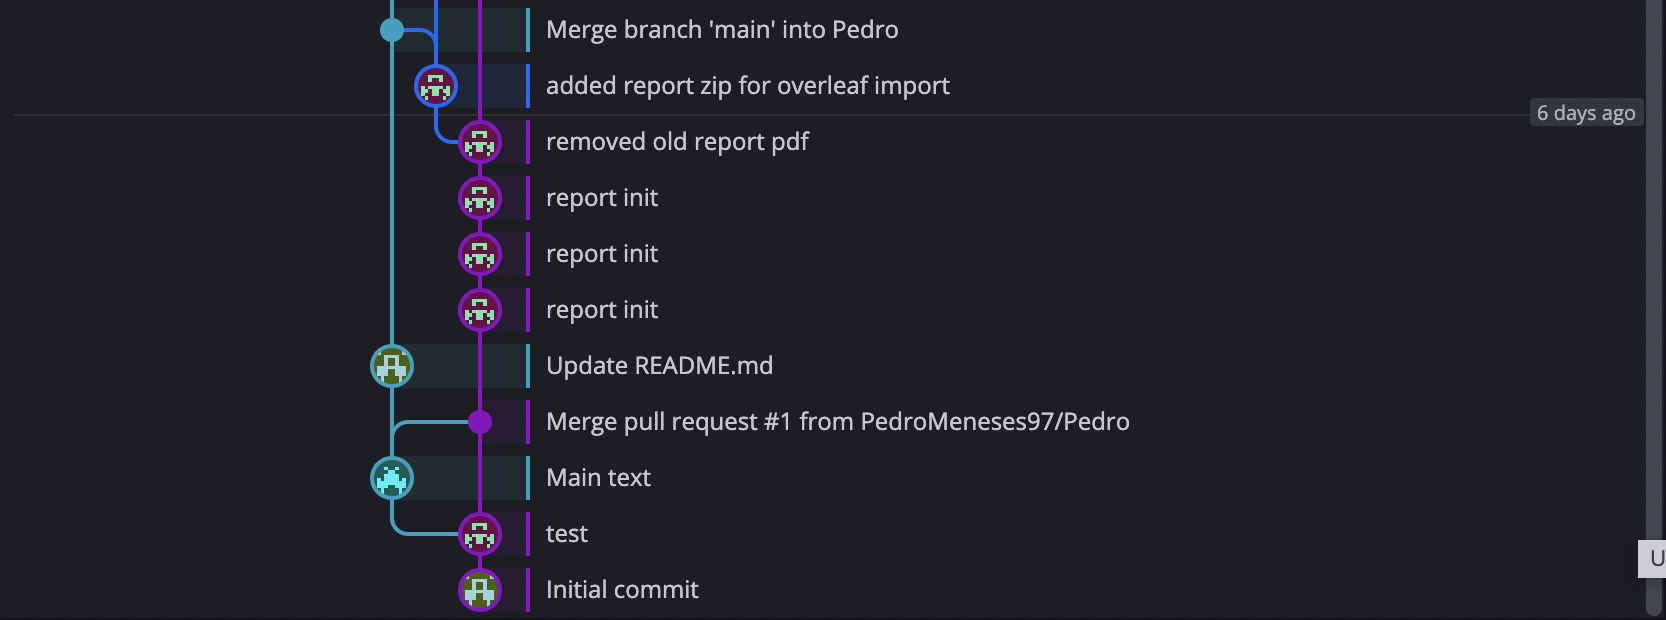 Merge branch 'main' into Pedro
added report zip for overleaf import
6 days ago
removed old report pdf
report init
report init
report init
Update README.md
Merge pull request #1 from PedroMeneses97/Pedro
Main text
test
U
Initial commit